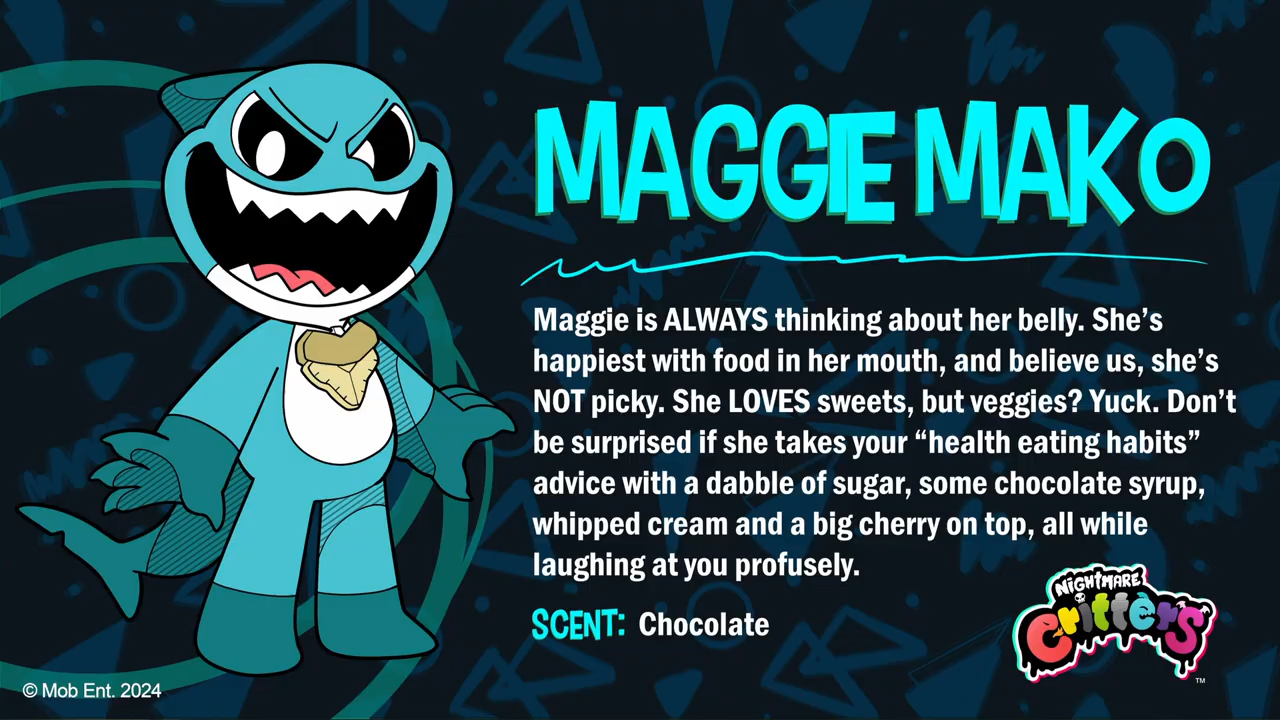 MAGGIE MAKO
Maggie is ALWAYS thinking about her belly. She’s
happiest with food in her mouth, and believe us, she’s
NOT picky. She LOVES sweets, but veggies? Yuck. Don’t
be surprised if she takes your “health eating habits”
advice with a dabble of sugar, some chocolate syrup,
whipped cream and a big cherry on top, all while
laughing at you profusely.
SCENT: Chocolate
NIGHTMARE
Critters
TM
© Mob Ent. 2024